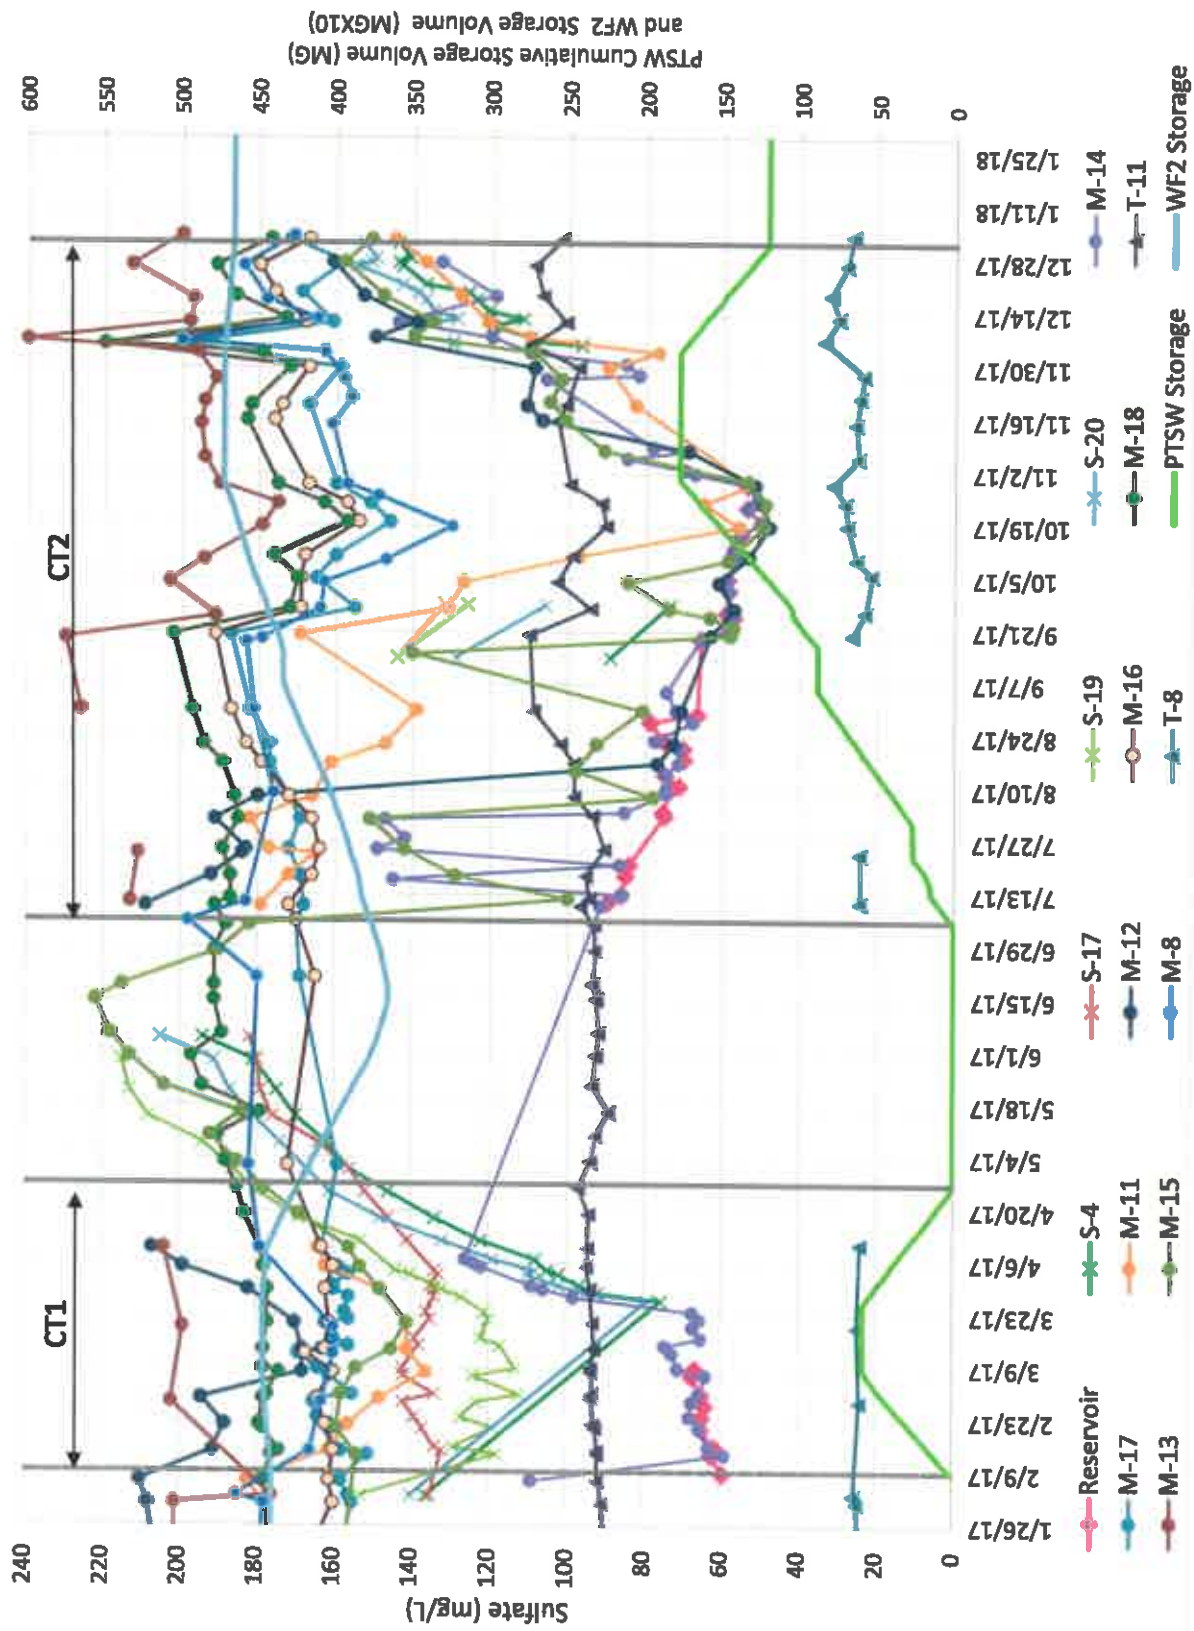 PTSW Cumulative Storage Volume (MG)
and WF2 Storage Volume (MGX10)
600
550
500
450
400
350
300
250
200
150
100
50
0
CT1
CT2
Sulfate (mg/L)
240
220
200
180
160
140
120
100
80
60
40
20
0
1/26/17
2/9/17
2/23/17
3/9/17
3/23/17
4/6/17
4/20/17
5/4/17
5/18/17
6/1/17
6/15/17
6/29/17
7/13/17
7/27/17
8/10/17
8/24/17
9/7/17
9/21/17
10/5/17
10/19/17
11/2/17
11/16/17
11/30/17
12/14/17
12/28/17
1/11/18
1/25/18
Reservoir
S-4
S-17
S-19
S-20
M-14
M-17
M-11
M-12
M-16
M-18
T-11
M-13
M-15
M-8
T-8
PTSW Storage
WF2 Storage